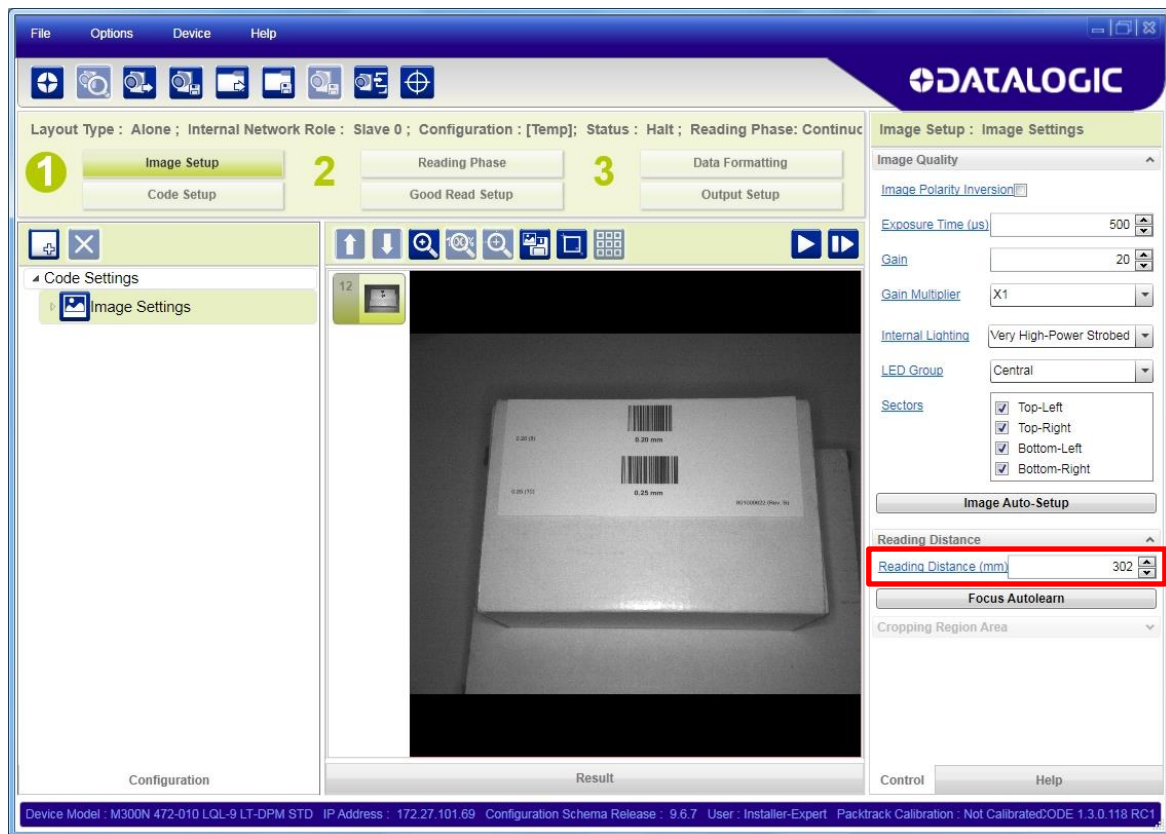 File Options Device Help
DATALOGIC
Layout Type : Alone ; Internal Network Role : Slave 0 ; Configuration : [Temp]; Status : Halt ; Reading Phase: Continuc
1 Image Setup
Code Setup
2 Reading Phase
Good Read Setup
3 Data Formatting
Output Setup
Code Settings
Image Settings
100%
12
0.20 (8)
0.20 mm
0.25 mm
Result
Configuration
Image Setup : Image Settings
Image Quality
Image Polarity Inversion
Exposure Time (µs) 500
Gain 20
Gain Multiplier X1
Internal Lighting Very High-Power Strobed
LED Group Central
Sectors
Top-Left
Top-Right
Bottom-Left
Bottom-Right
Image Auto-Setup
Reading Distance
Reading Distance (mm) 302
Focus Autolearn
Cropping Region Area
Control Help
Device Model : M300N 472-010 LQL-9 LT-DPM STD IP Address : 172.27.101.69 Configuration Schema Release : 9.6.7 User : Installer-Expert Packtrack Calibration : Not Calibrated CODE 1.3.0.118 RC1